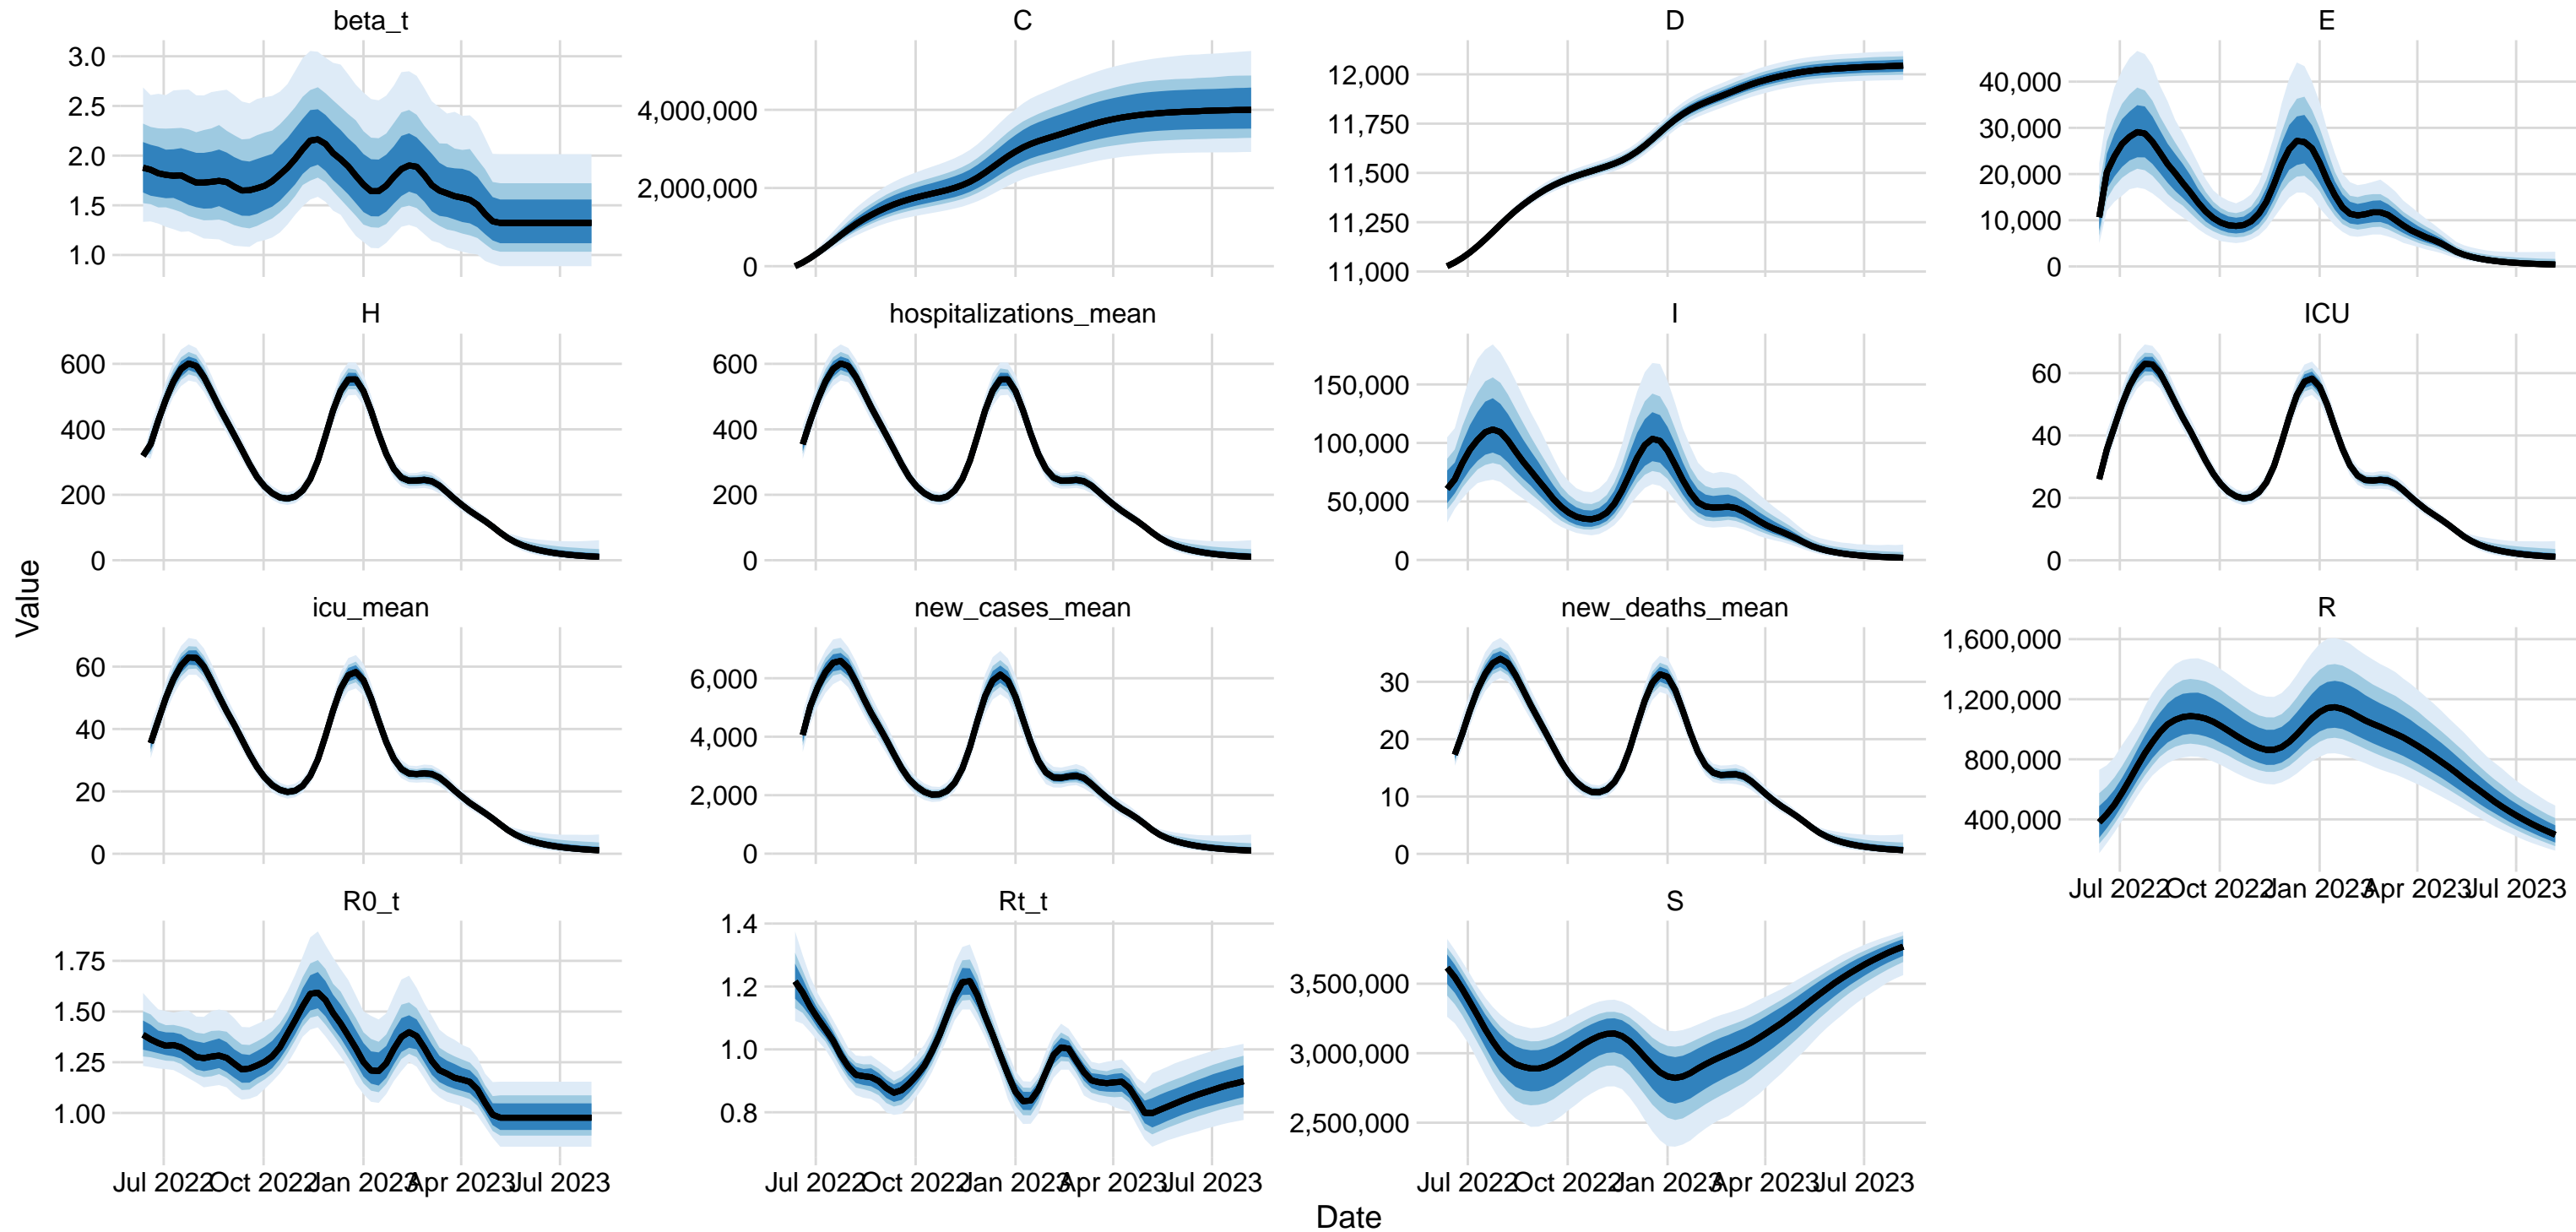 beta_t
C
D
E
3.0
2.5
2.0
1.5
1.0
4,000,000
2,000,000
0
12,000
11,750
11,500
11,250
11,000
40,000
30,000
20,000
10,000
0
H
hospitalizations_mean
I
ICU
600
400
200
0
600
400
200
0
150,000
100,000
50,000
0
60
40
20
0
Value
icu_mean
new_cases_mean
new_deaths_mean
R
60
40
20
0
6,000
4,000
2,000
0
30
20
10
0
1,600,000
1,200,000
800,000
400,000
Jul 2022 Oct 2022 Jan 2023 Apr 2023 Jul 2023
R0_t
Rt_t
S
1.75
1.50
1.25
1.00
1.4
1.2
1.0
0.8
3,500,000
3,000,000
2,500,000
Jul 2022 Oct 2022 Jan 2023 Apr 2023 Jul 2023
Jul 2022 Oct 2022 Jan 2023 Apr 2023 Jul 2023
Jul 2022 Oct 2022 Jan 2023 Apr 2023 Jul 2023
Date